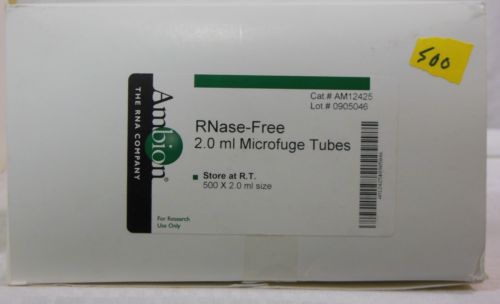 500
Cat.# AM12425
Lot # 0905046
Ambion®
THE RNA COMPANY
RNase-Free
2.0 ml Microfuge Tubes
Store at R.T.
500 X 2.0 ml size
For Research
Use Only